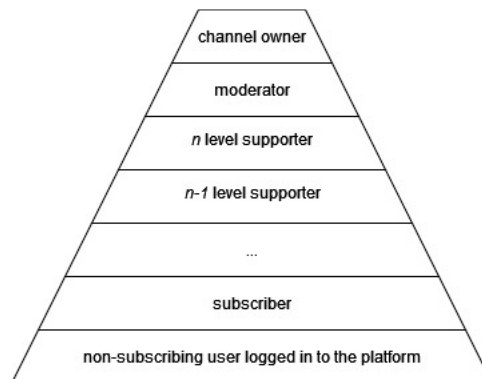 channel owner
moderator
n level supporter
n-1 level supporter
...
subscriber
non-subscribing user logged in to the platform